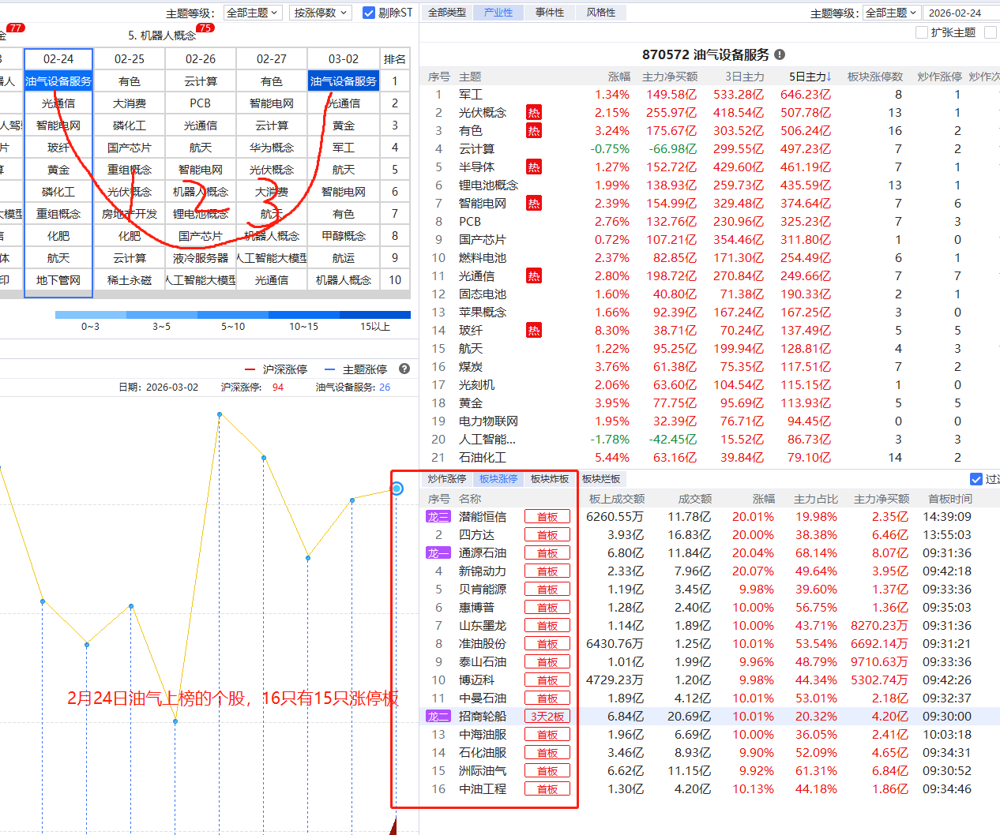 主题等级： 全部主题 按涨停数 剔除ST
金 77
5. 机器人概念 75
3 02-24 02-25 02-26 02-27 03-02 排名
器人 油气设备服务 有色 云计算 有色 油气设备服务 1
光通信 大消费 PCB 智能电网 光通信 2
人驾驶 智能电网 磷化工 光通信 云计算 黄金 3
片 玻纤 国产芯片 航天 华为概念 军工 4
算 黄金 重组概念 智能电网 光伏概念 航天 5
磷化工 光伏概念 机器人概念 大消费 智能电网 6
大模型 重组概念 房地产开发 锂电池概念 航天 有色 7
信 化肥 化肥 国产芯片 机器人概念 甲醇概念 8
体 航天 云计算 液冷服务器 人工智能大模型 航运 9
印 地下管网 稀土永磁 人工智能大模型 光通信 机器人概念 10
1 2 3
0~3 3~5 5~10 10~15 15以上
沪深涨停 主题涨停 ?
日期：2026-03-02 沪深涨停: 94 油气设备服务: 26
2月24日油气上榜的个股，16只有15只涨停板
全部类型 产业性 事件性 风格性 主题等级： 全部主题 2026-02-24
扩张主题
870572 油气设备服务
序号 主题 涨幅 主力净买额 3日主力 5日主力↓ 板块涨停数 炒作涨停 炒作次
1 军工 1.34% 149.58亿 533.28亿 646.23亿 8 1
2 光伏概念 热 2.15% 255.97亿 418.54亿 507.78亿 13 1
3 有色 热 3.24% 175.67亿 303.52亿 506.24亿 16 2
4 云计算 -0.75% -66.98亿 299.55亿 497.23亿 7 2
5 半导体 热 1.27% 152.72亿 429.60亿 461.19亿 7 1
6 锂电池概念 1.99% 138.93亿 259.73亿 435.59亿 13 1
7 智能电网 热 2.39% 154.99亿 329.48亿 374.64亿 7 6
8 PCB 2.76% 132.76亿 230.96亿 325.23亿 7 3
9 国产芯片 0.72% 107.21亿 354.46亿 311.80亿 1 0
10 燃料电池 2.37% 82.85亿 171.30亿 254.49亿 6 1
11 光通信 热 2.80% 198.72亿 270.84亿 249.66亿 7 7
12 固态电池 1.60% 40.80亿 71.38亿 190.33亿 2 1
13 苹果概念 1.66% 92.39亿 167.24亿 167.25亿 3 0
14 玻纤 热 8.30% 38.71亿 70.24亿 137.49亿 5 5
15 航天 1.22% 95.25亿 199.94亿 128.81亿 4 3
16 煤炭 3.76% 61.38亿 75.35亿 117.51亿 7 2
17 光刻机 2.06% 63.60亿 104.54亿 115.15亿 1 0
18 黄金 3.95% 77.75亿 95.69亿 113.93亿 5 5
19 电力物联网 1.95% 32.39亿 76.71亿 94.45亿 0 0
20 人工智能... -1.78% -42.45亿 15.52亿 86.73亿 3 3
21 石油化工 5.44% 63.16亿 39.84亿 79.10亿 14 2
炒作涨停 板块涨停 板块炸板 板块烂板 过滤
序号 名称 板上成交额 成交额 涨幅 主力占比 主力净买额 首板时间
龙三 潜能恒信 首板 6260.55万 11.78亿 20.01% 19.98% 2.35亿 14:39:09
2 四方达 首板 3.93亿 16.83亿 20.00% 38.38% 6.46亿 13:55:03
龙一 通源石油 首板 6.80亿 11.84亿 20.04% 68.14% 8.07亿 09:31:36
4 新锦动力 首板 2.33亿 7.96亿 20.07% 49.64% 3.95亿 09:42:18
5 贝肯能源 首板 1.19亿 3.45亿 9.98% 39.60% 1.37亿 09:33:36
6 惠博普 首板 1.28亿 2.40亿 10.00% 56.75% 1.36亿 09:35:03
7 山东墨龙 首板 1.14亿 1.89亿 10.00% 43.71% 8270.23万 09:31:36
8 准油股份 首板 6430.76万 1.25亿 10.01% 53.54% 6692.14万 09:31:21
9 泰山石油 首板 1.01亿 1.99亿 9.96% 48.79% 9710.63万 09:33:36
10 博迈科 首板 4729.23万 1.20亿 9.98% 44.34% 5302.74万 09:42:26
11 中曼石油 首板 1.89亿 4.12亿 10.01% 53.01% 2.18亿 09:32:37
龙二 招商轮船 3天2板 6.84亿 20.69亿 10.01% 20.32% 4.20亿 09:30:00
13 中海油服 首板 1.96亿 6.69亿 10.00% 36.05% 2.41亿 10:03:18
14 石化油服 首板 3.46亿 8.93亿 9.90% 52.09% 4.65亿 09:34:31
15 洲际油气 首板 6.62亿 11.15亿 9.92% 61.31% 6.84亿 09:30:52
16 中油工程 首板 1.30亿 4.20亿 10.13% 44.18% 1.86亿 09:34:46